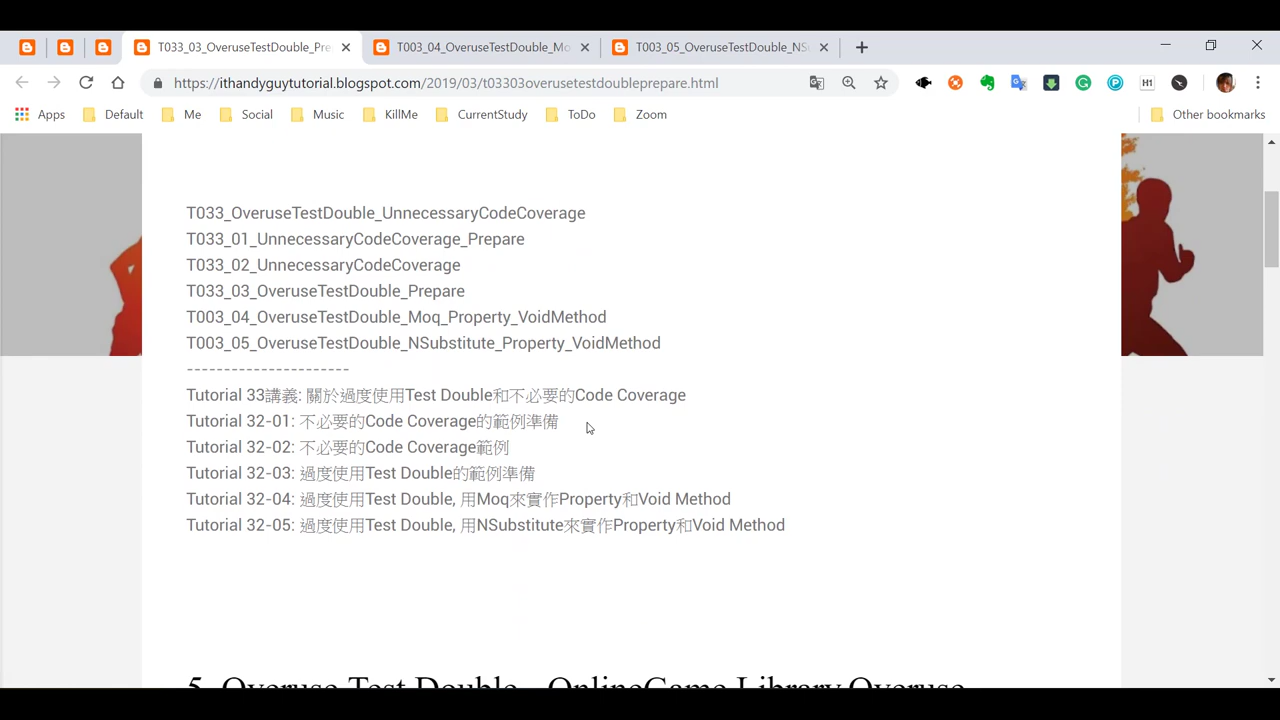 T033_03_OveruseTestDouble_Pre
T003_04_OveruseTestDouble_Mo
T003_05_OveruseTestDouble_NS
https://ithandyguytutorial.blogspot.com/2019/03/t03303overusetestdoubleprepare.html
H1
Apps Default Me Social Music KillMe CurrentStudy ToDo Zoom Other bookmarks
T033_OveruseTestDouble_UnnecessaryCodeCoverage
T033_01_UnnecessaryCodeCoverage_Prepare
T033_02_UnnecessaryCodeCoverage
T033_03_OveruseTestDouble_Prepare
T003_04_OveruseTestDouble_Moq_Property_VoidMethod
T003_05_OveruseTestDouble_NSubstitute_Property_VoidMethod
----------------------
Tutorial 33講義: 關於過度使用Test Double和不必要的Code Coverage
Tutorial 32-01: 不必要的Code Coverage的範例準備
Tutorial 32-02: 不必要的Code Coverage範例
Tutorial 32-03: 過度使用Test Double的範例準備
Tutorial 32-04: 過度使用Test Double, 用Moq來實作Property和Void Method
Tutorial 32-05: 過度使用Test Double, 用NSubstitute來實作Property和Void Method
5. Overuse Test Double - OnlineGame Library Overuse